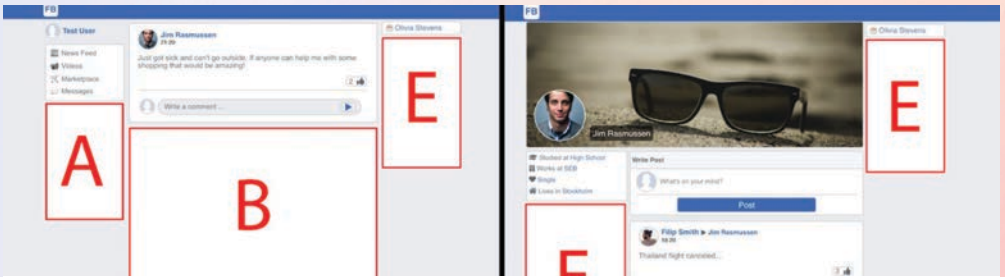 FB
Test User
News Feed
Videos
Marketplace
Messages
A
Jim Rasmussen
21:20
Just got sick and can't go outside. If anyone can help me with some
shopping that would be amazing!
2
Write a comment ...
B
Olivia Stevens
E
FB
Jim Rasmussen
Studied at High School
Works at SEB
Single
Lives in Stockholm
Write Post
What's on your mind?
Post
Filip Smith ▶ Jim Rasmussen
Thailand flight canceled...
3
Olivia Stevens
E